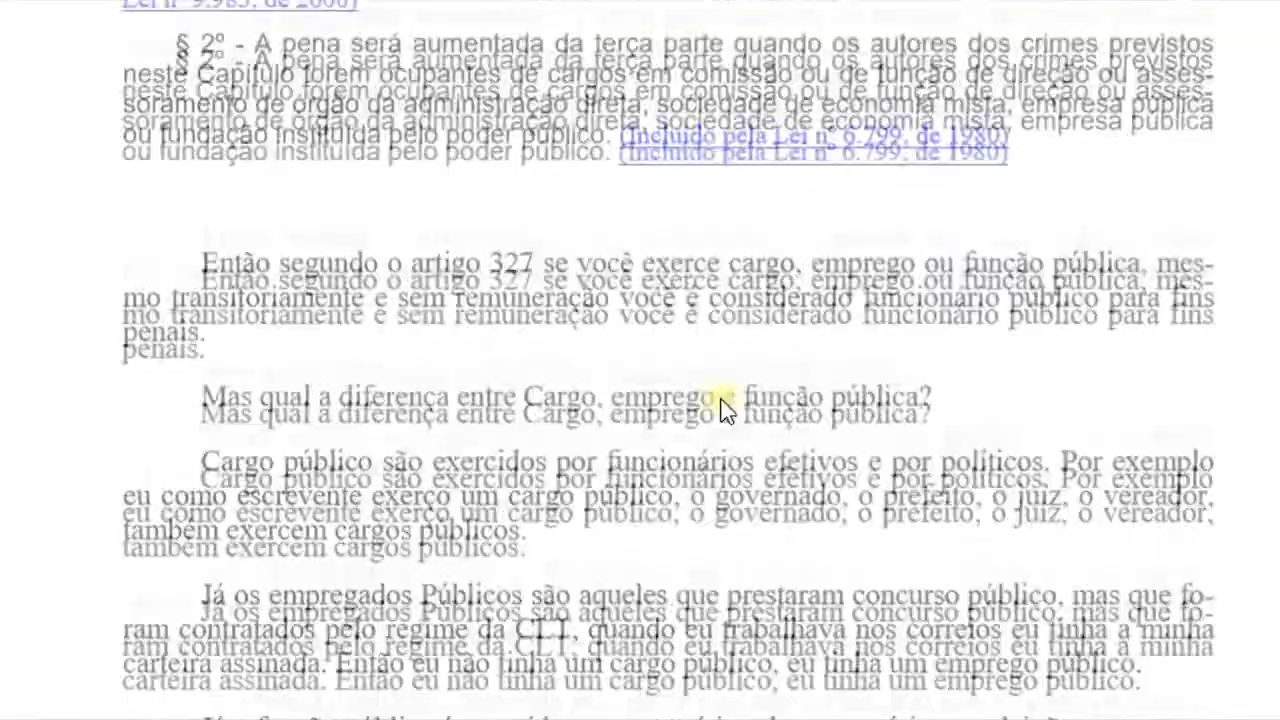 Lei nº 9.983, de 2000)
§ 2º - A pena será aumentada da terça parte quando os autores dos crimes previstos
neste Capítulo forem ocupantes de cargos em comissão ou de função de direção ou asses-
soramento de órgão da administração direta, sociedade de economia mista, empresa pública
ou fundação instituída pelo poder público. (Incluído pela Lei nº 6.799, de 1980)
Então segundo o artigo 327 se você exerce cargo, emprego ou função pública, mes-
mo transitoriamente e sem remuneração você é considerado funcionário público para fins
penais.
Mas qual a diferença entre Cargo, emprego e função pública?
Cargo público são exercidos por funcionários efetivos e por políticos. Por exemplo
eu como escrevente exerço um cargo público, o governado, o prefeito, o juiz, o vereador,
também exercem cargos públicos.
Já os empregados Públicos são aqueles que prestaram concurso público, mas que fo-
ram contratados pelo regime da CLT, quando eu trabalhava nos correios eu tinha a minha
carteira assinada. Então eu não tinha um cargo público, eu tinha um emprego público.